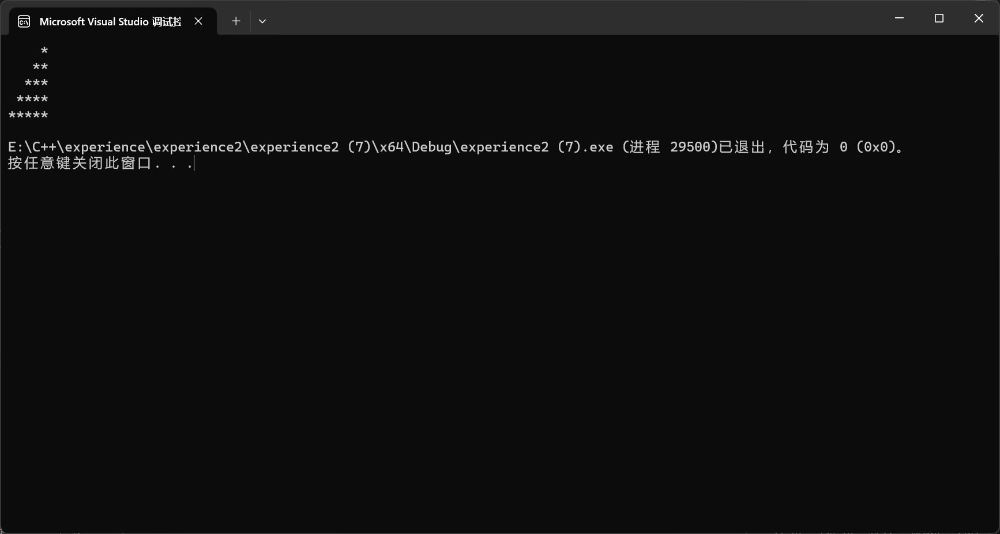 Microsoft Visual Studio 调试控
    *
   **
  ***
 ****
*****
E:\C++\experience\experience2\experience2 (7)\x64\Debug\experience2 (7).exe (进程 29500)已退出，代码为 0 (0x0)。
按任意键关闭此窗口. . .